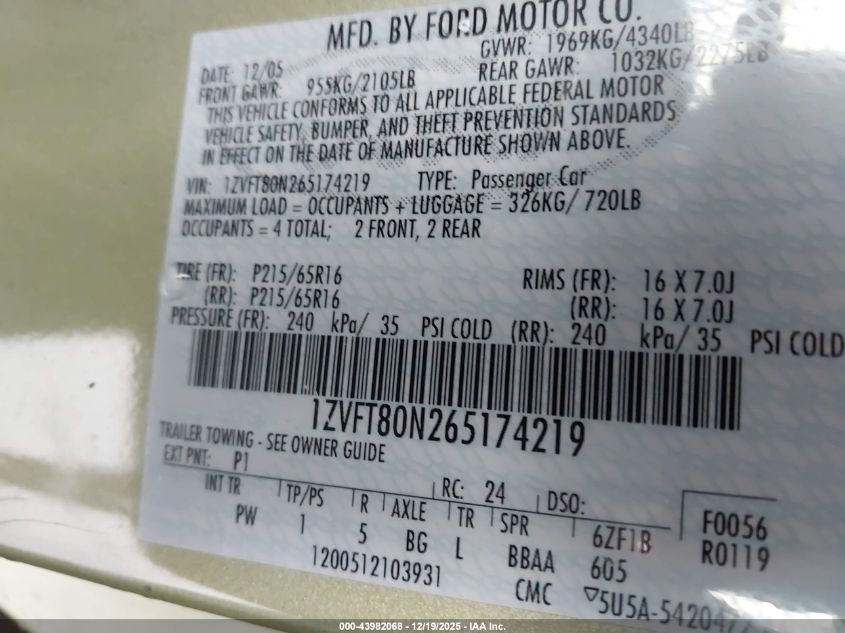 MFD. BY FORD MOTOR CO.
DATE: 12/05 GVWR: 1969KG/4340LB
FRONT GAWR: 955KG/2105LB REAR GAWR: 1032KG/2275LB
THIS VEHICLE CONFORMS TO ALL APPLICABLE FEDERAL MOTOR
VEHICLE SAFETY, BUMPER, AND THEFT PREVENTION STANDARDS
IN EFFECT ON THE DATE OF MANUFACTURE SHOWN ABOVE.
VIN: 1ZVFT80N265174219 TYPE: Passenger Car
MAXIMUM LOAD = OCCUPANTS + LUGGAGE = 326KG/ 720LB
OCCUPANTS = 4 TOTAL; 2 FRONT, 2 REAR
TIRE (FR): P215/65R16 RIMS (FR): 16 X 7.0J
(RR): P215/65R16 (RR): 16 X 7.0J
PRESSURE (FR): 240 kPa/ 35 PSI COLD (RR): 240 kPa/ 35 PSI COLD
1ZVFT80N265174219
TRAILER TOWING - SEE OWNER GUIDE
EXT PNT: P1 RC: 24 DSO:
INT TR TP/PS R AXLE TR SPR 6ZF1B F0056
PW 1 5 BG L BBAA 605 R0119
1200512103931 CMC ▽5U5A-5420477
000-43982068 - 12/19/2025 - IAA Inc.